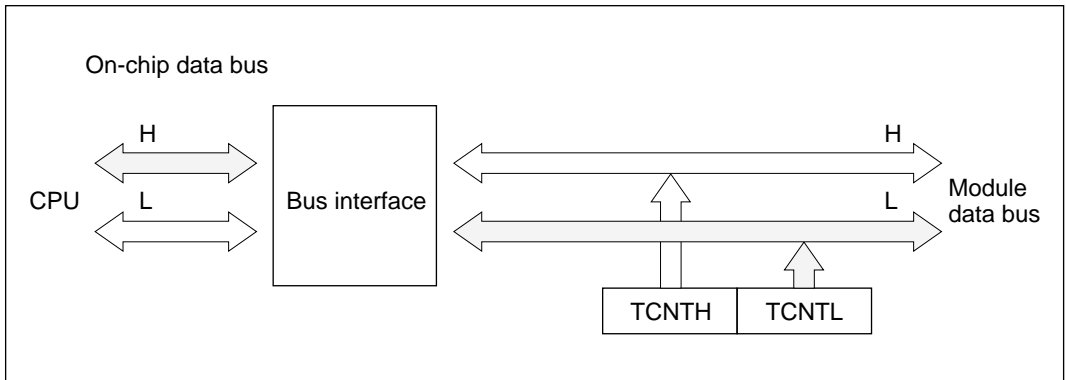 On-chip data bus
H
H
CPU
L
Bus interface
L
Module
data bus
TCNTH
TCNTL